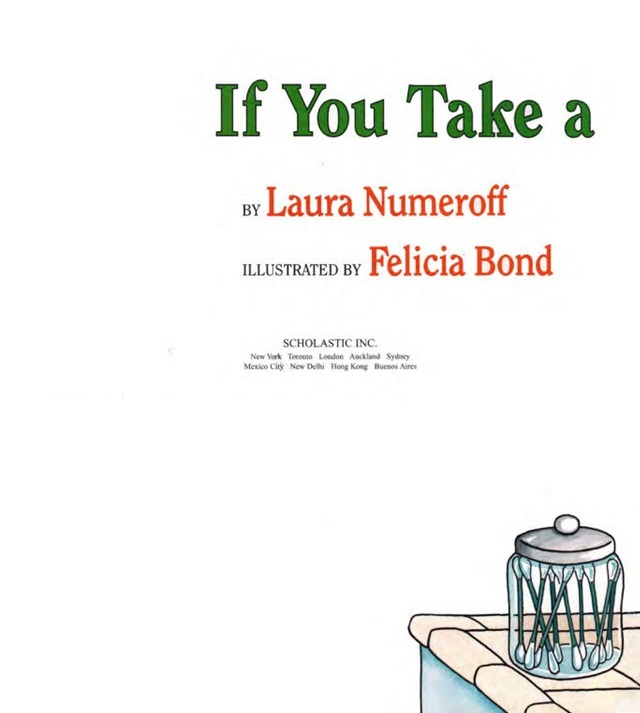 If You Take a
BY Laura Numeroff
ILLUSTRATED BY Felicia Bond
SCHOLASTIC INC.
New York Toronto London Auckland Sydney
Mexico City New Delhi Hong Kong Buenos Aires